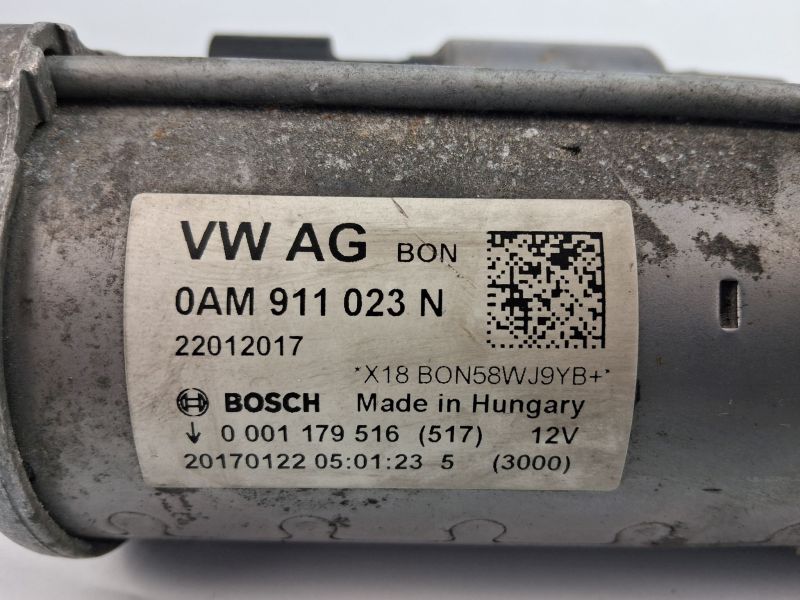 VW AG BON
0AM 911 023 N
22012017
*X18 BON58WJ9YB+*
BOSCH Made in Hungary
↓ 0 001 179 516 (517) 12V
20170122 05:01:23 5 (3000)